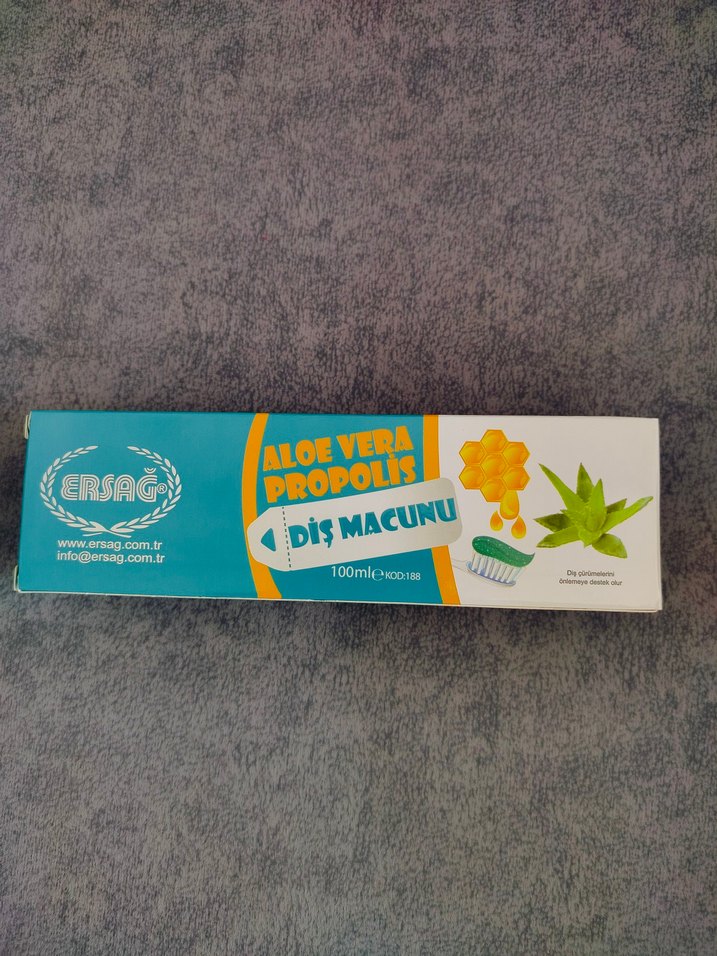 ERSAĞ®
www.ersag.com.tr
info@ersag.com.tr
ALOE VERA
PROPOLİS
DİŞ MACUNU
100ml℮ KOD:188
Diş çürümelerini
önlemeye destek olur